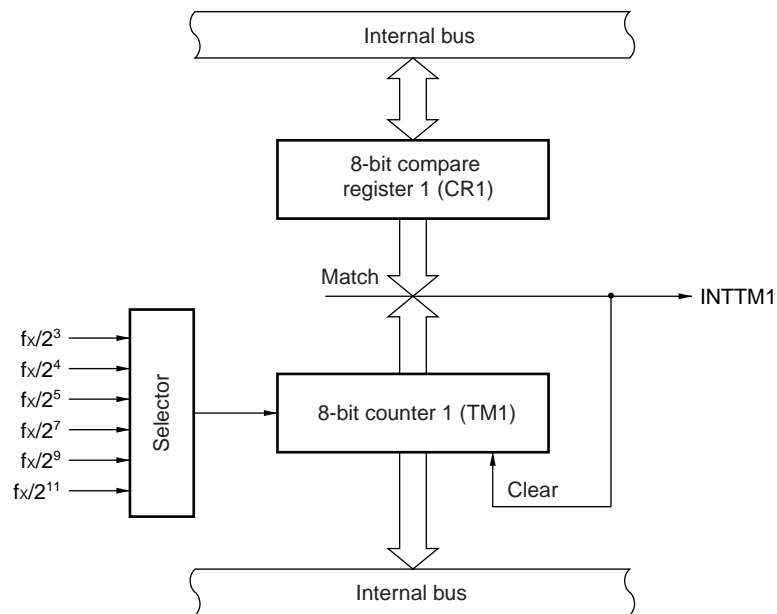 Internal bus
8-bit compare
register 1 (CR1)
Match
INTTM1
fX/2³
fX/2⁴
fX/2⁵
fX/2⁷
fX/2⁹
fX/2¹¹
Selector
8-bit counter 1 (TM1)
Clear
Internal bus